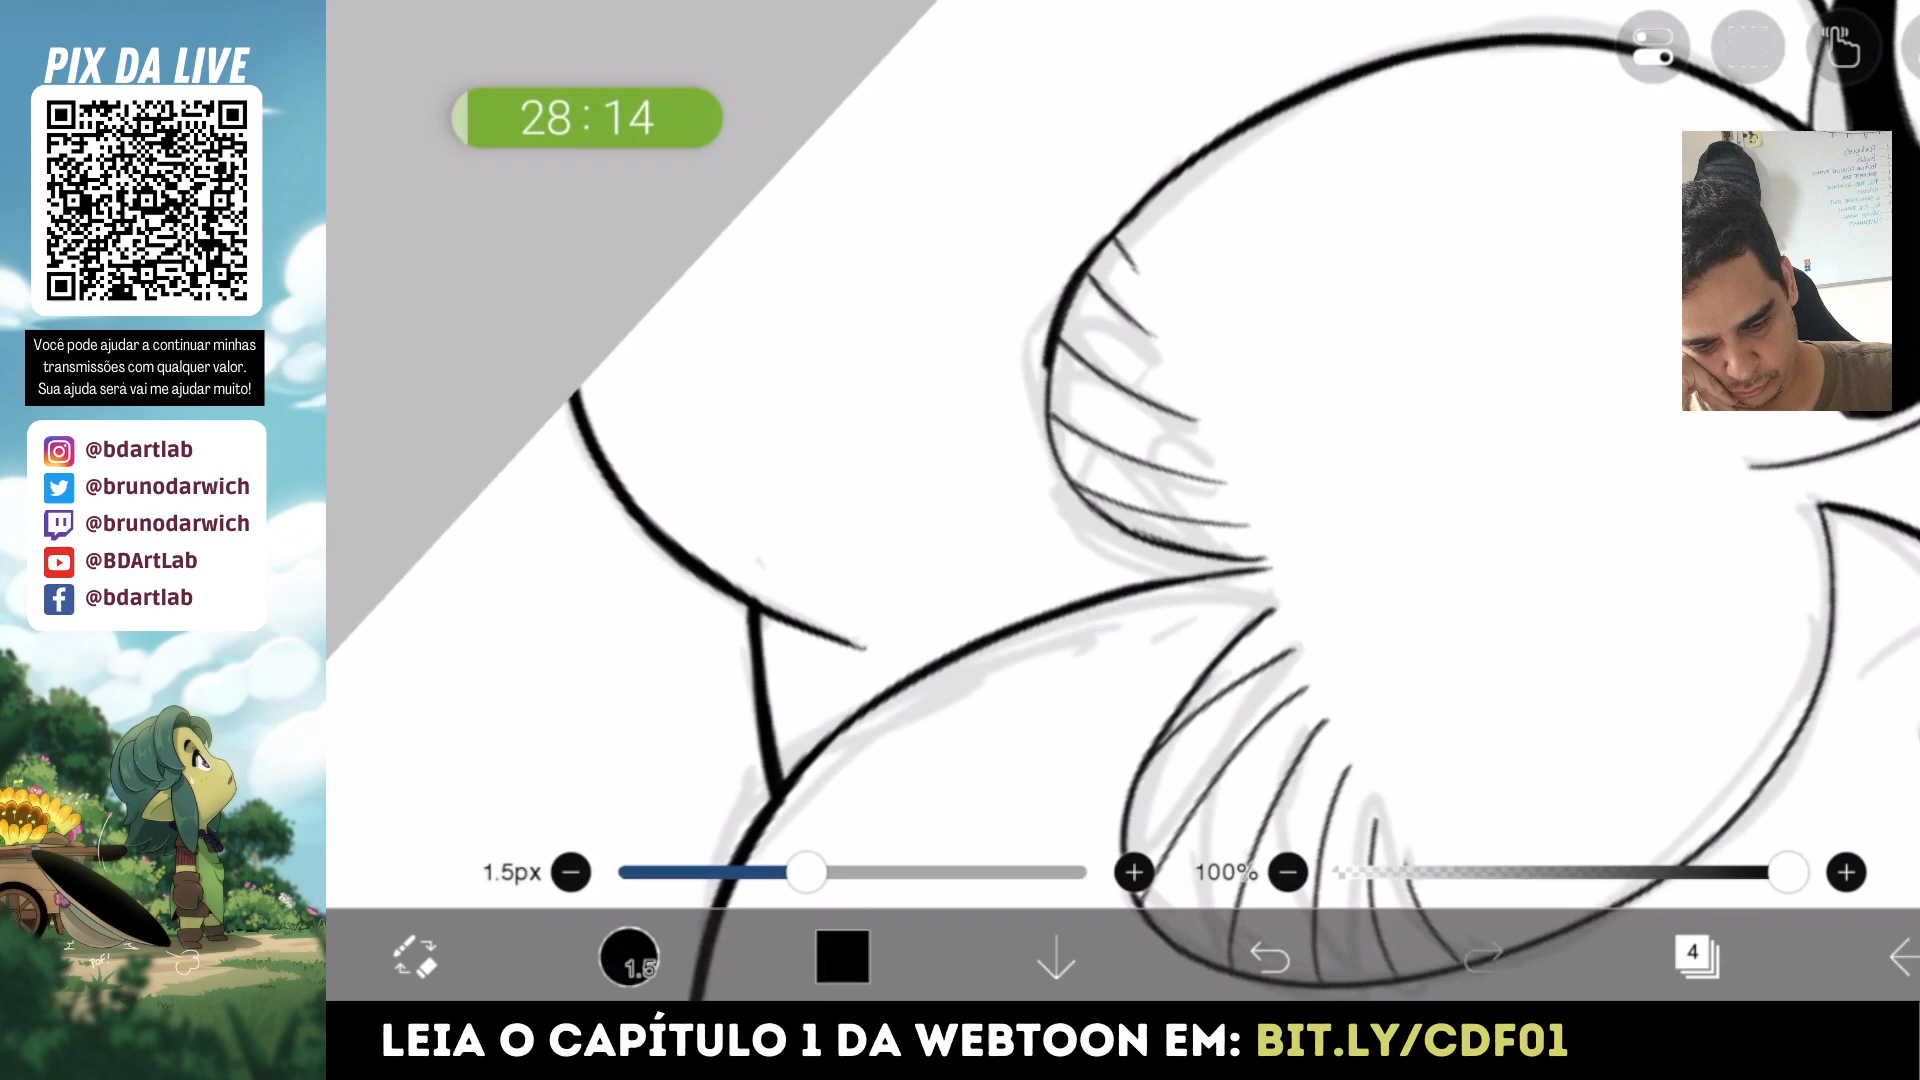 PIX DA LIVE
Você pode ajudar a continuar minhas
transmissões com qualquer valor.
Sua ajuda será vai me ajudar muito!
@bdartlab
@brunodarwich
@brunodarwich
@BDArtLab
@bdartlab
POF!
28:14
1.5px
100%
1.5
4
LEIA O CAPÍTULO 1 DA WEBTOON EM: BIT.LY/CDF01